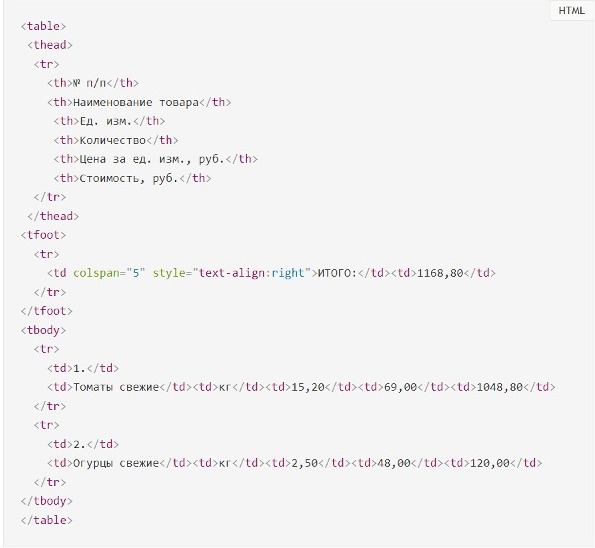 HTML
<table>
<thead>
<tr>
<th>№ п/п</th>
<th>Наименование товара</th>
<th>Ед. изм.</th>
<th>Количество</th>
<th>Цена за ед. изм., руб.</th>
<th>Стоимость, руб.</th>
</tr>
</thead>
<tfoot>
<tr>
<td colspan="5" style="text-align:right">ИТОГО:</td><td>1168,80</td>
</tr>
</tfoot>
<tbody>
<tr>
<td>1.</td>
<td>Томаты свежие</td><td>кг</td><td>15,20</td><td>69,00</td><td>1048,80</td>
</tr>
<tr>
<td>2.</td>
<td>Огурцы свежие</td><td>кг</td><td>2,50</td><td>48,00</td><td>120,00</td>
</tr>
</tbody>
</table>